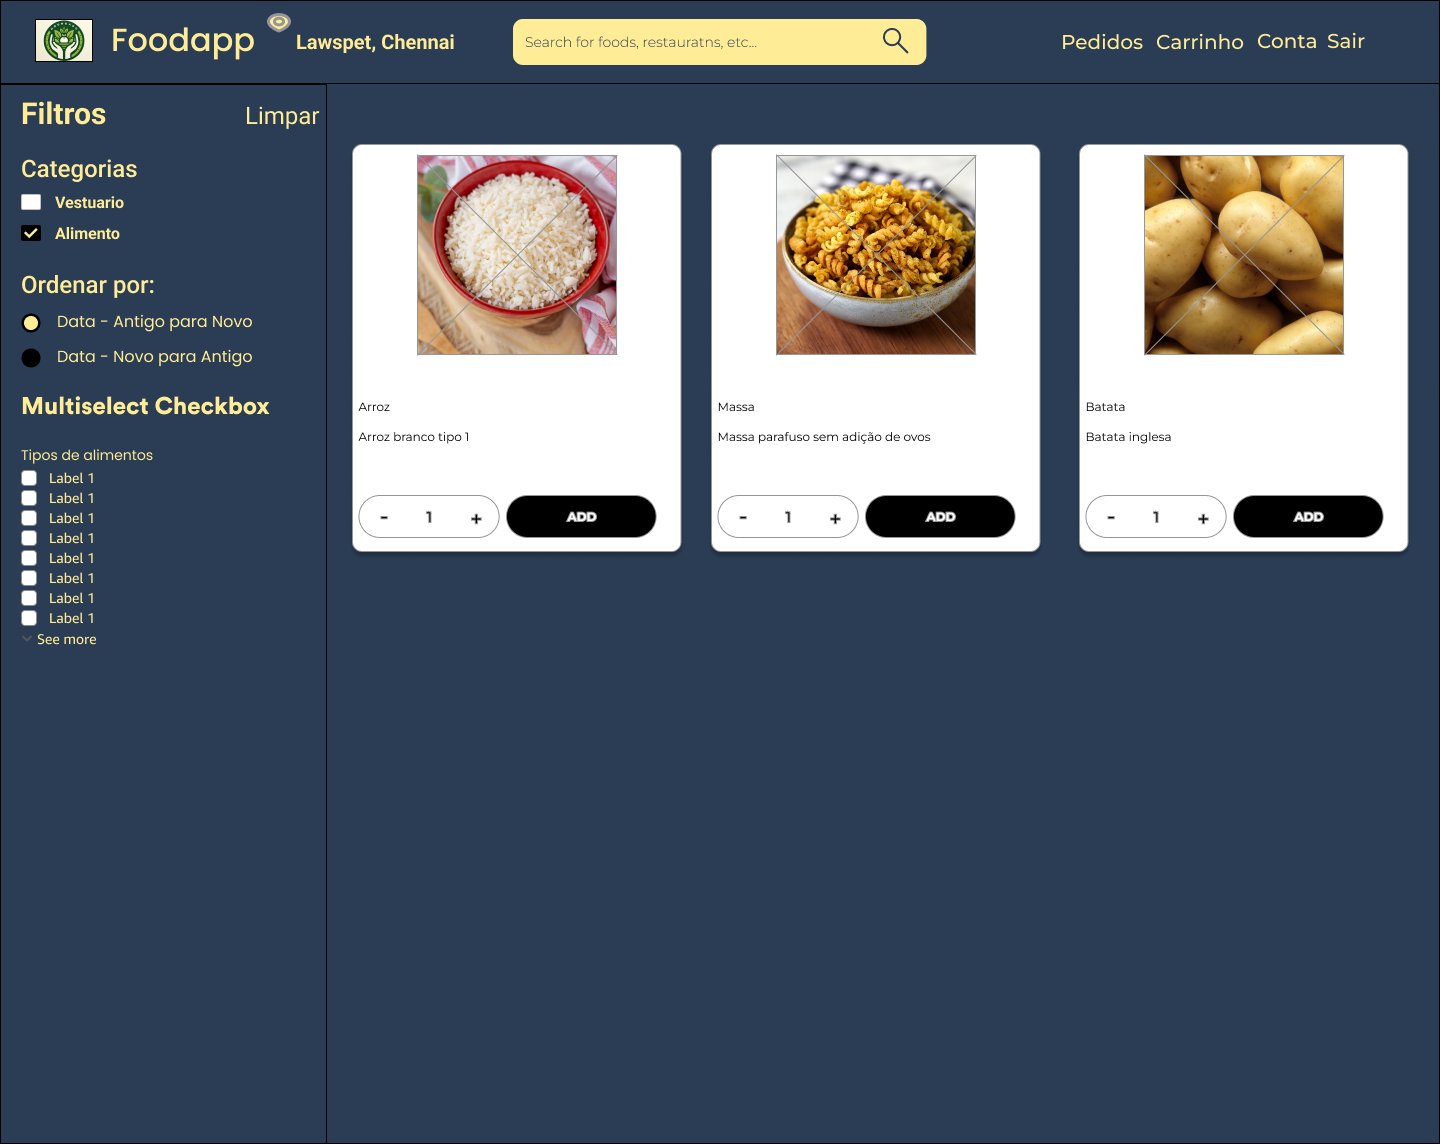 Foodapp
Lawspet, Chennai
Search for foods, restauratns, etc...
Pedidos Carrinho Conta Sair
Filtros
Limpar
Categorias
Vestuario
Alimento
Ordenar por:
Data - Antigo para Novo
Data - Novo para Antigo
Multiselect Checkbox
Tipos de alimentos
Label 1
Label 1
Label 1
Label 1
Label 1
Label 1
Label 1
Label 1
See more
Arroz
Arroz branco tipo 1
- 1 + ADD
Massa
Massa parafuso sem adição de ovos
- 1 + ADD
Batata
Batata inglesa
- 1 + ADD